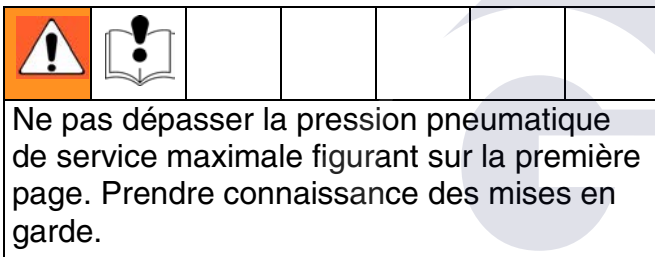 Ne pas dépasser la pression pneumatique
de service maximale figurant sur la première
page. Prendre connaissance des mises en
garde.